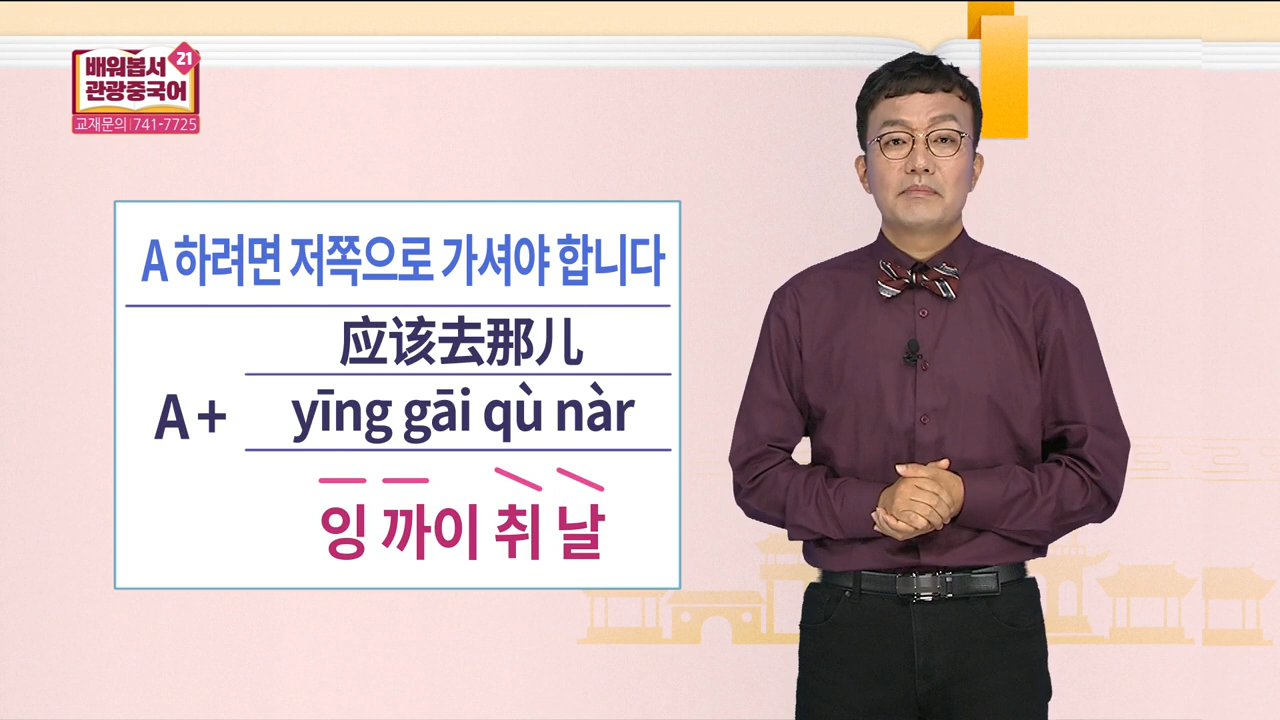 배워봅서 21
관광중국어
교재문의 | 741-7725
A 하려면 저쪽으로 가셔야 합니다
应该去那儿
A + yīng gāi qù nàr
잉 까이 취 날